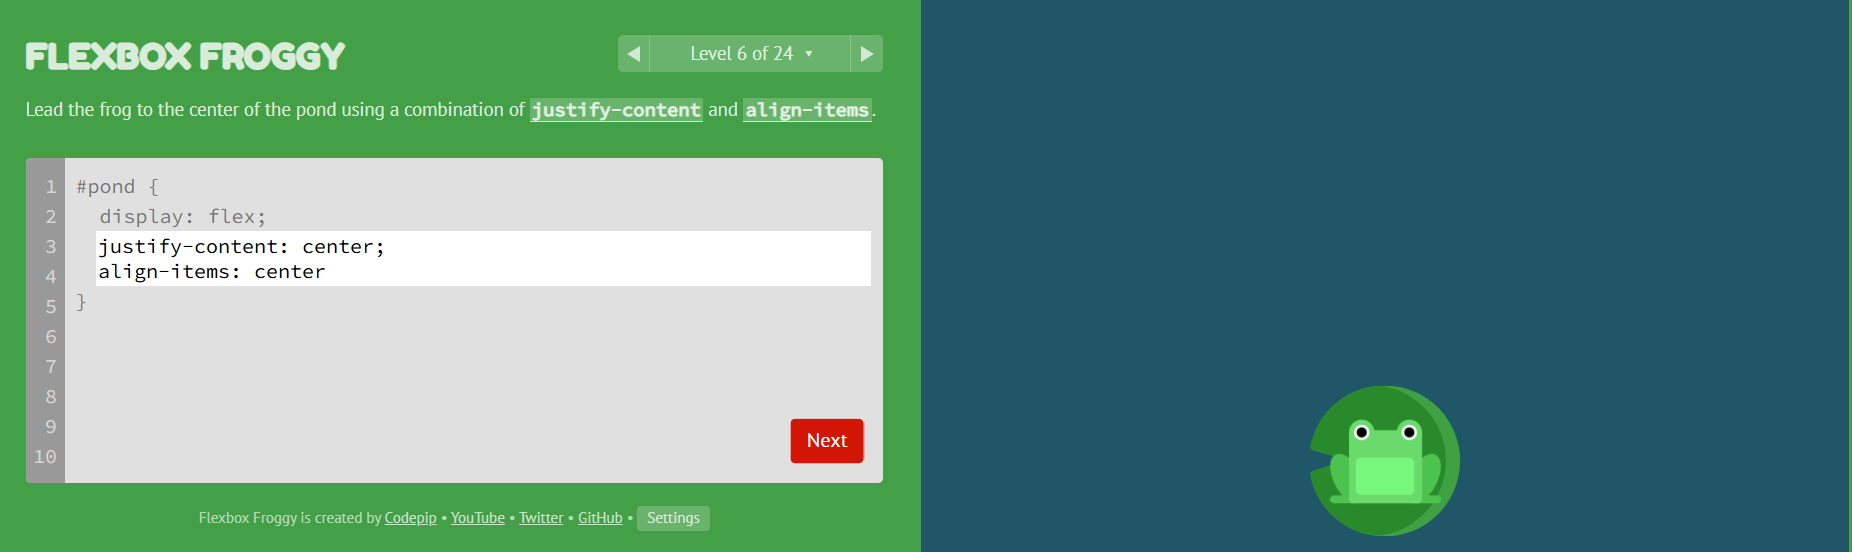 FLEXBOX FROGGY
◀ Level 6 of 24 ▾ ▶
Lead the frog to the center of the pond using a combination of justify-content and align-items.
1 #pond {
2 display: flex;
3 justify-content: center;
4 align-items: center
5 }
6
7
8
9
10
Next
Flexbox Froggy is created by Codepip • YouTube • Twitter • GitHub • Settings